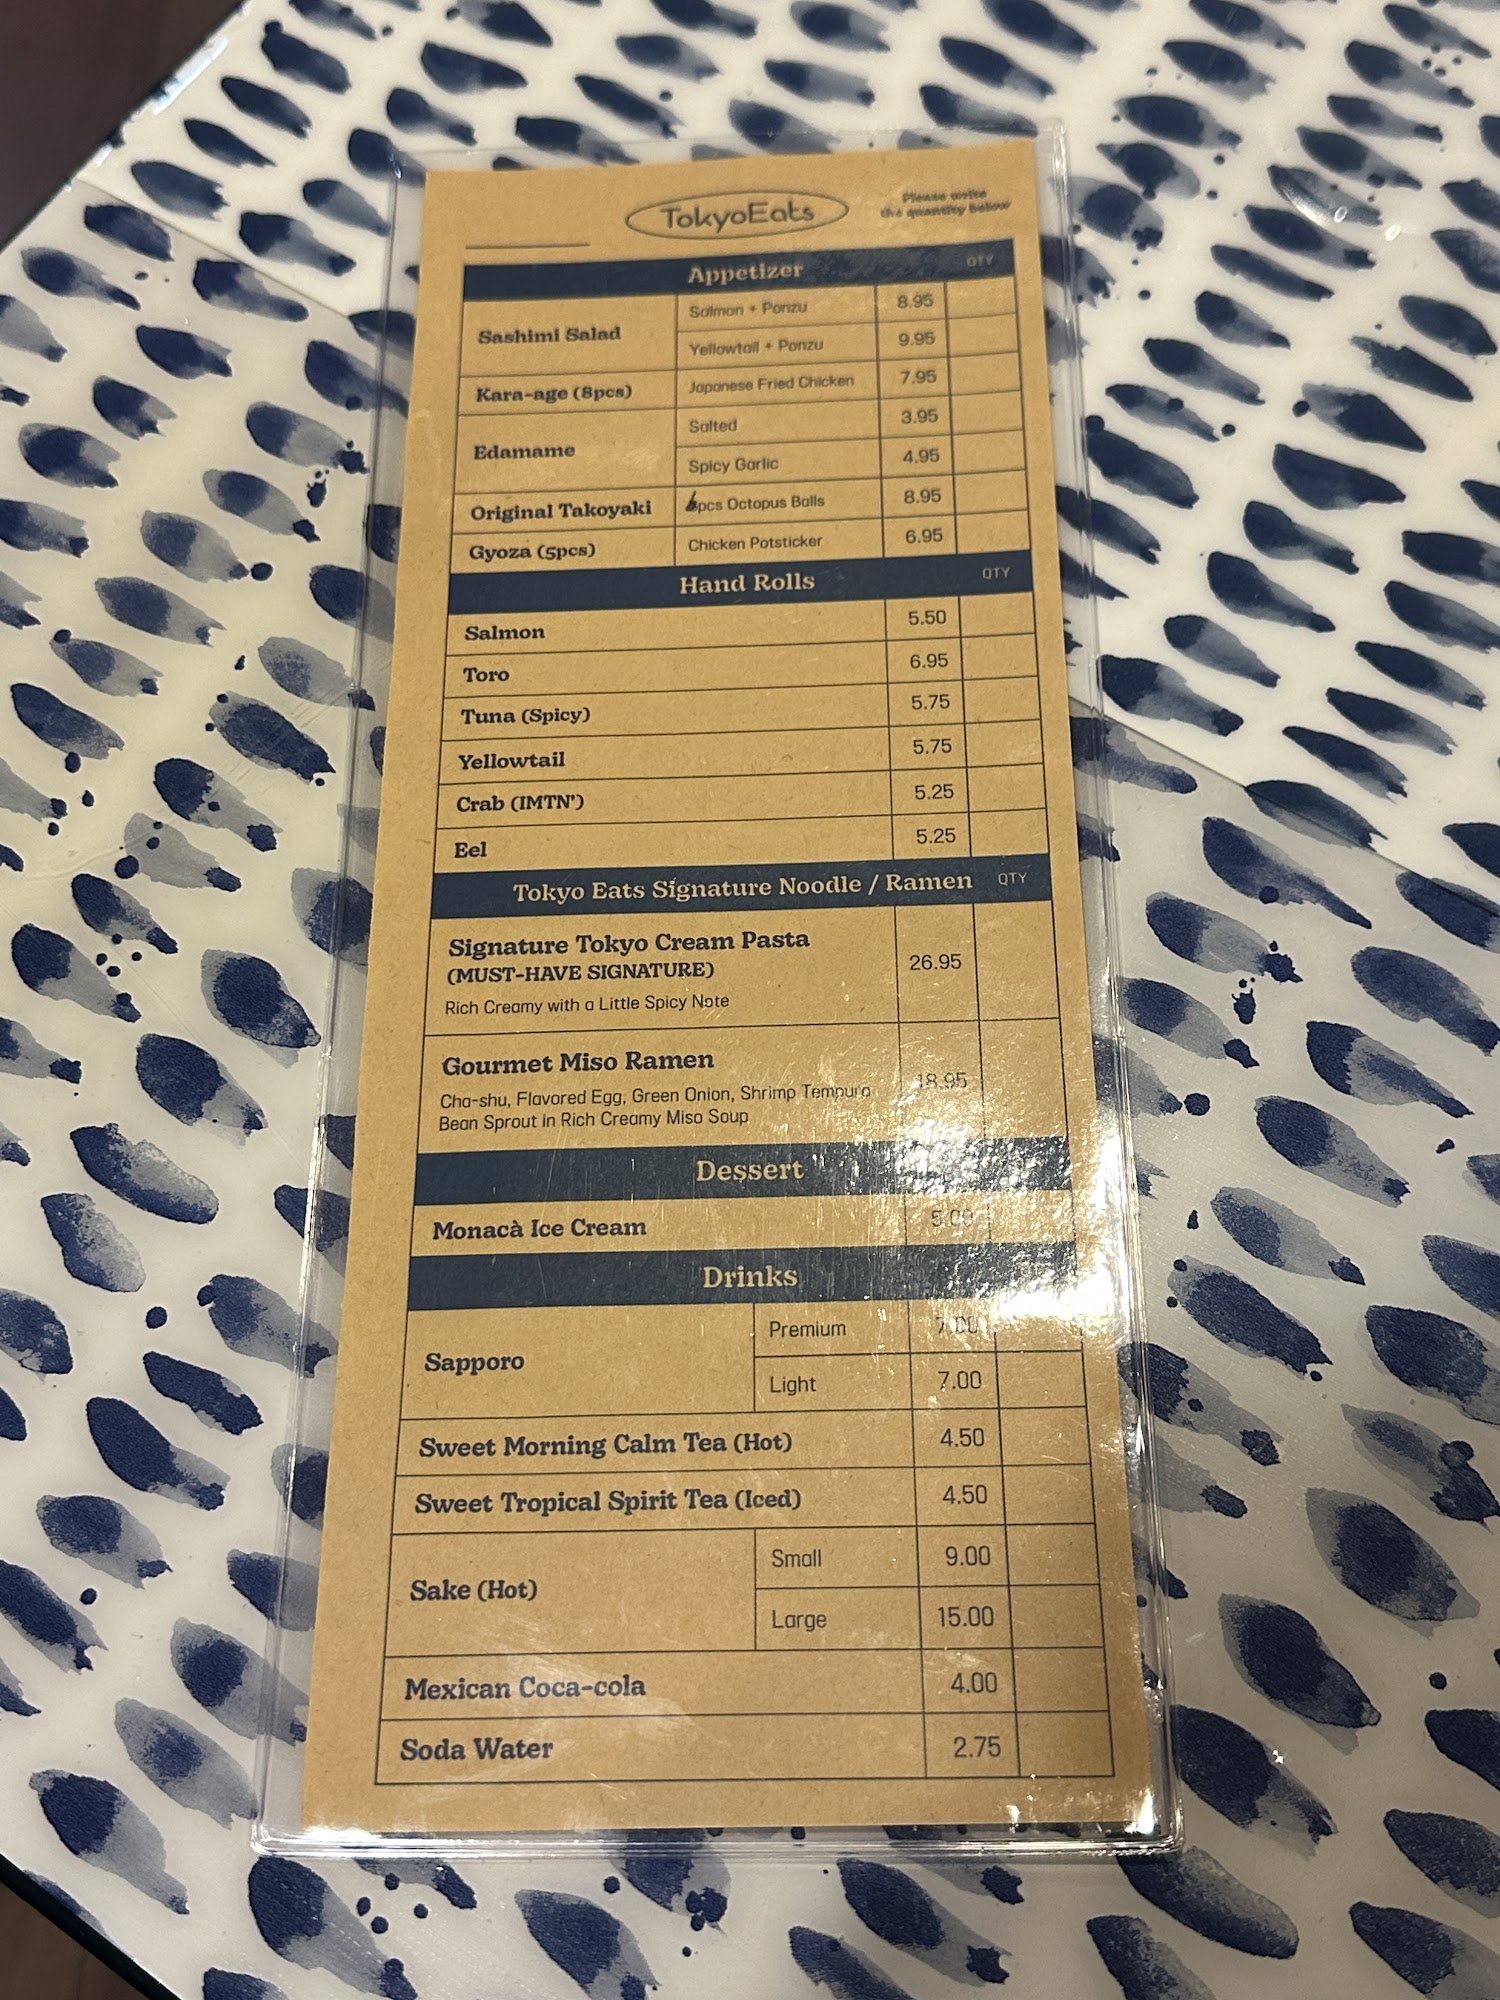 TokyoEats
Please write
the quantity below
Appetizer QTY
Sashimi Salad
Salmon + Ponzu 8.95
Yellowtail + Ponzu 9.95
Kara-age (8pcs) Japanese Fried Chicken 7.95
Edamame
Salted 3.95
Spicy Garlic 4.95
Original Takoyaki 6pcs Octopus Balls 8.95
Gyoza (5pcs) Chicken Potsticker 6.95
Hand Rolls QTY
Salmon 5.50
Toro 6.95
Tuna (Spicy) 5.75
Yellowtail 5.75
Crab (IMTN') 5.25
Eel 5.25
Tokyo Eats Signature Noodle / Ramen QTY
Signature Tokyo Cream Pasta
(MUST-HAVE SIGNATURE) 26.95
Rich Creamy with a Little Spicy Note
Gourmet Miso Ramen 18.95
Cha-shu, Flavored Egg, Green Onion, Shrimp Tempura
Bean Sprout in Rich Creamy Miso Soup
Dessert
Monacà Ice Cream 5.00
Drinks
Sapporo
Premium 7.00
Light 7.00
Sweet Morning Calm Tea (Hot) 4.50
Sweet Tropical Spirit Tea (Iced) 4.50
Sake (Hot)
Small 9.00
Large 15.00
Mexican Coca-cola 4.00
Soda Water 2.75